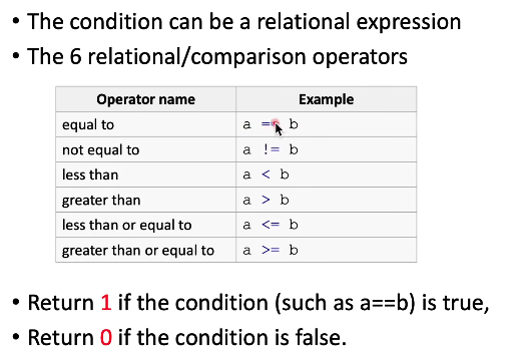 • The condition can be a relational expression
• The 6 relational/comparison operators
Operator name Example
equal to a == b
not equal to a != b
less than a < b
greater than a > b
less than or equal to a <= b
greater than or equal to a >= b
• Return 1 if the condition (such as a==b) is true,
• Return 0 if the condition is false.